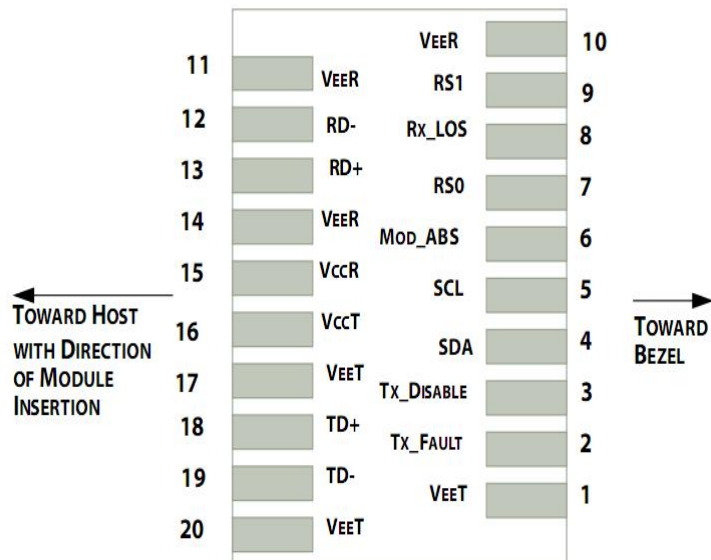 VEER 10
11 VEER
RS1 9
12 RD-
RX_LOS 8
13 RD+
RS0 7
14 VEER
MOD_ABS 6
15 VCCR
SCL 5
16 VCCT
SDA 4
17 VEET
TX_DISABLE 3
18 TD+
TX_FAULT 2
19 TD-
VEET 1
20 VEET
TOWARD HOST
WITH DIRECTION
OF MODULE
INSERTION
TOWARD
BEZEL